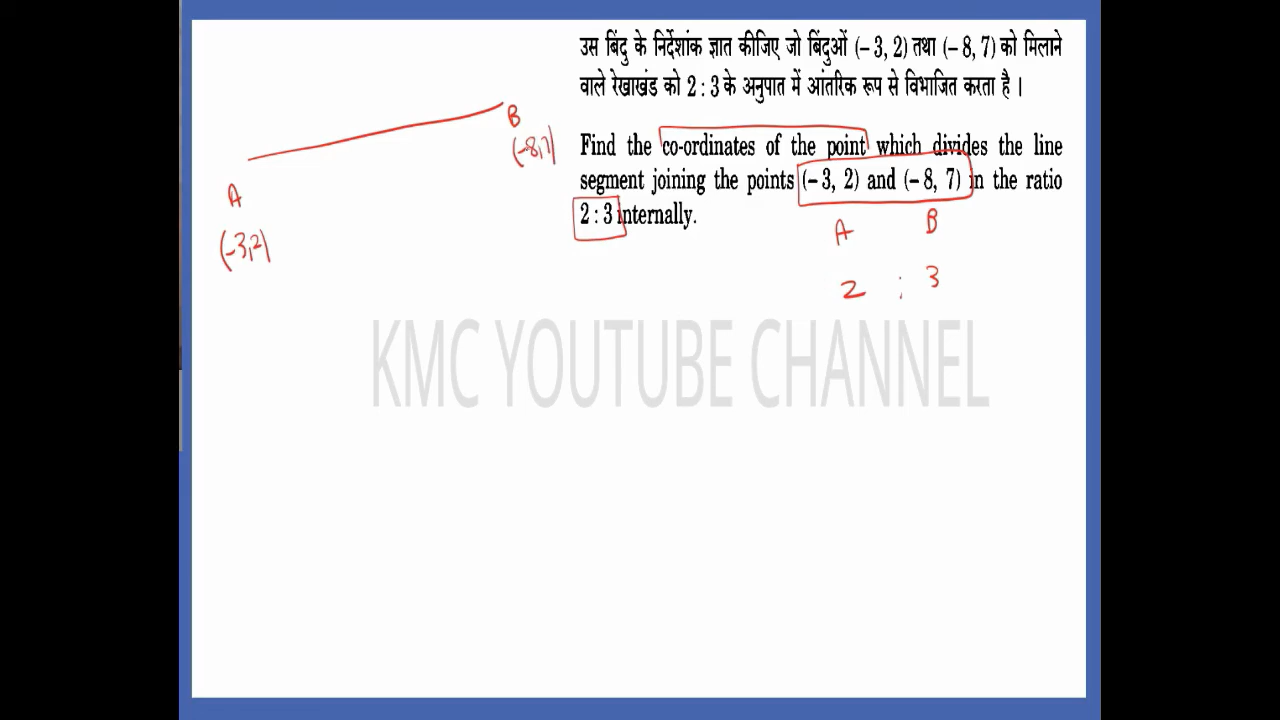 उस बिंदु के निर्देशांक ज्ञात कीजिए जो बिंदुओं (– 3, 2) तथा (– 8, 7) को मिलाने
वाले रेखाखंड को 2 : 3 के अनुपात में आंतरिक रूप से विभाजित करता है ।
Find the co-ordinates of the point which divides the line
segment joining the points (– 3, 2) and (– 8, 7) in the ratio
2 : 3 internally.
A B
2 : 3
B
(-8,7)
A
(-3,2)
KMC YOUTUBE CHANNEL